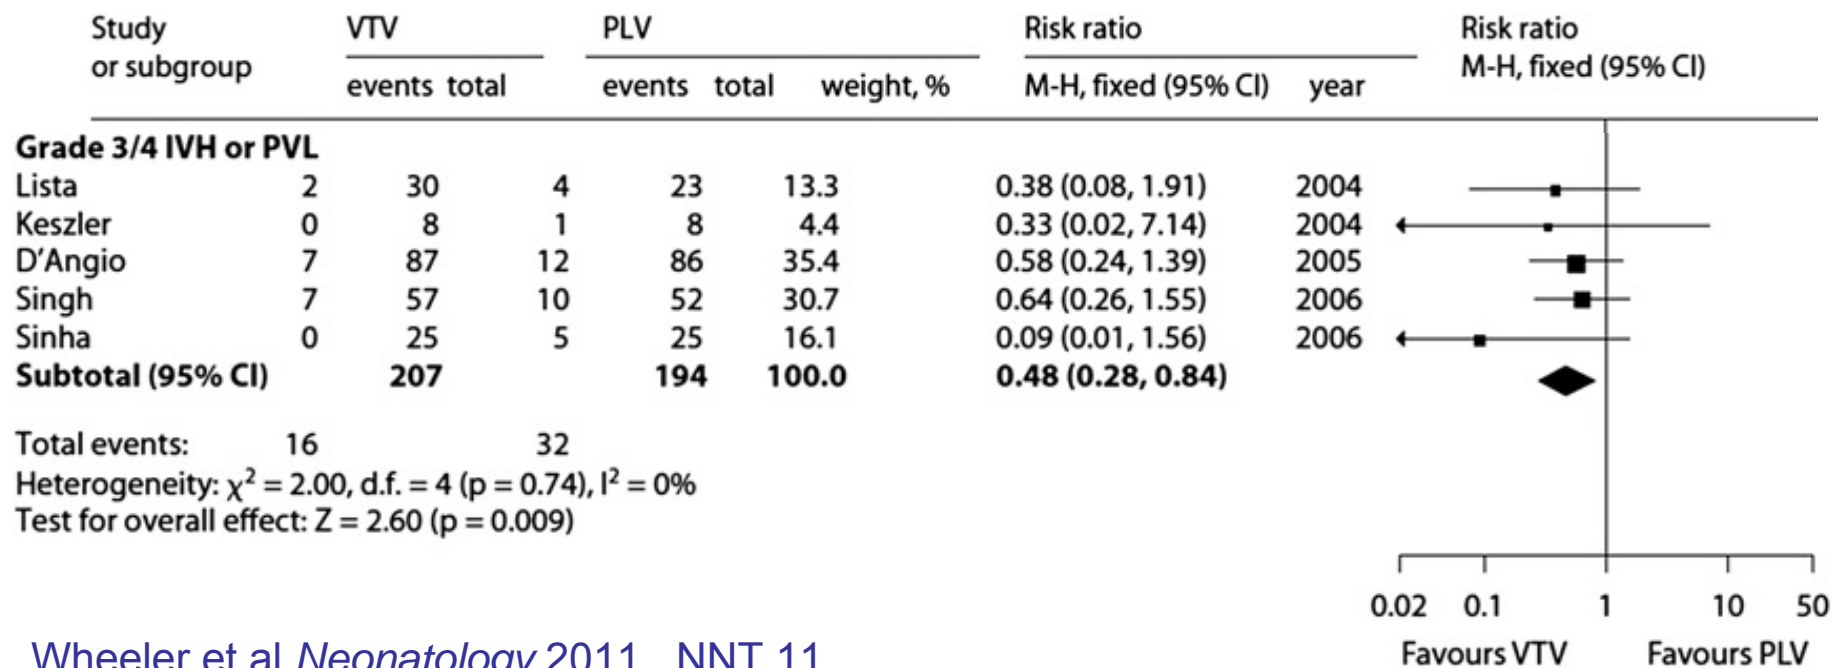 Study or subgroup VTV PLV Risk ratio Risk ratio
events total events total weight, % M-H, fixed (95% CI) year M-H, fixed (95% CI)
Grade 3/4 IVH or PVL
Lista 2 30 4 23 13.3 0.38 (0.08, 1.91) 2004
Keszler 0 8 1 8 4.4 0.33 (0.02, 7.14) 2004
D'Angio 7 87 12 86 35.4 0.58 (0.24, 1.39) 2005
Singh 7 57 10 52 30.7 0.64 (0.26, 1.55) 2006
Sinha 0 25 5 25 16.1 0.09 (0.01, 1.56) 2006
Subtotal (95% CI) 207 194 100.0 0.48 (0.28, 0.84)
Total events: 16 32
Heterogeneity: χ² = 2.00, d.f. = 4 (p = 0.74), I² = 0%
Test for overall effect: Z = 2.60 (p = 0.009)
0.02 0.1 1 10 50
Favours VTV Favours PLV
Wheeler et al Neonatology 2011 NNT 11